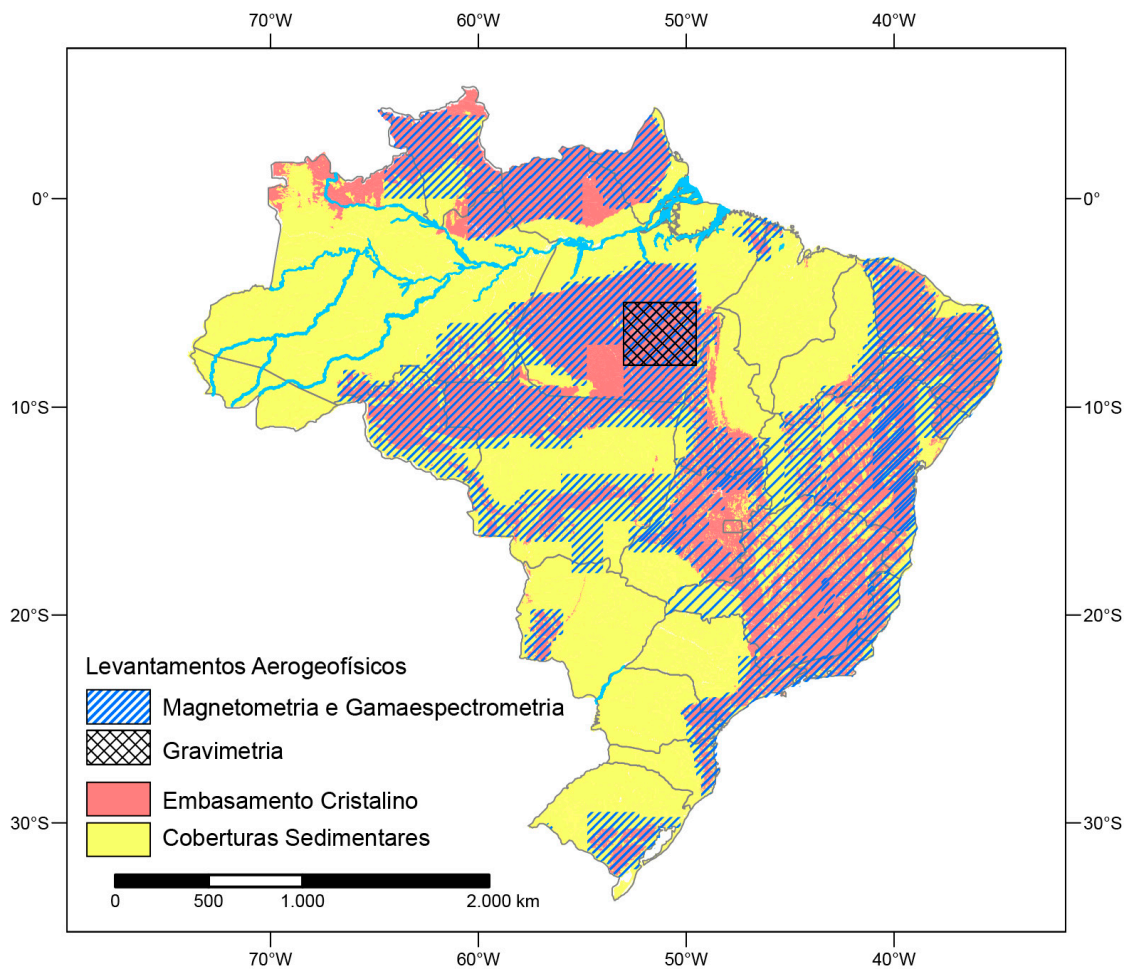 70°W 60°W 50°W 40°W
0° 0°
10°S 10°S
20°S 20°S
Levantamentos Aerogeofísicos
Magnetometria e Gamaespectrometria
Gravimetria
Embasamento Cristalino
30°S 30°S
Coberturas Sedimentares
0 500 1.000 2.000 km
70°W 60°W 50°W 40°W